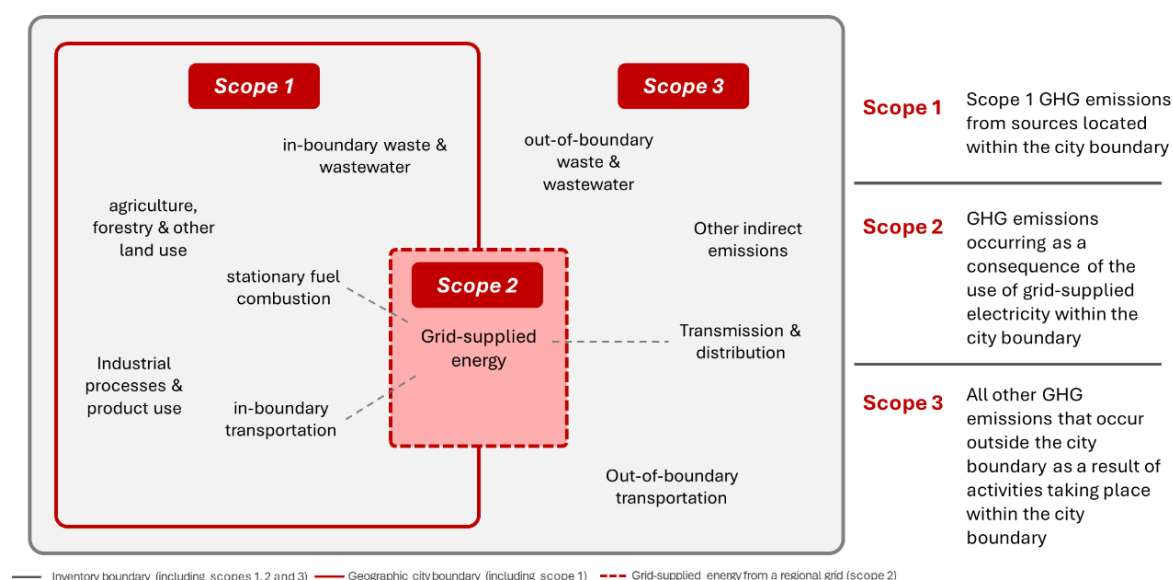 Scope 1
in-boundary waste &
wastewater
agriculture,
forestry & other
land use
stationary fuel
combustion
Industrial
processes &
product use
in-boundary
transportation
Scope 2
Grid-supplied
energy
Scope 3
out-of-boundary
waste &
wastewater
Other indirect
emissions
Transmission &
distribution
Out-of-boundary
transportation
Scope 1
Scope 1 GHG emissions
from sources located
within the city boundary
Scope 2
GHG emissions
occurring as a
consequence of the
use of grid-supplied
electricity within the
city boundary
Scope 3
All other GHG
emissions that occur
outside the city
boundary as a result of
activities taking place
within the city
boundary
Inventory boundary (including scopes 1, 2 and 3)
Geographic city boundary (including scope 1)
Grid-supplied energy from a regional grid (scope 2)